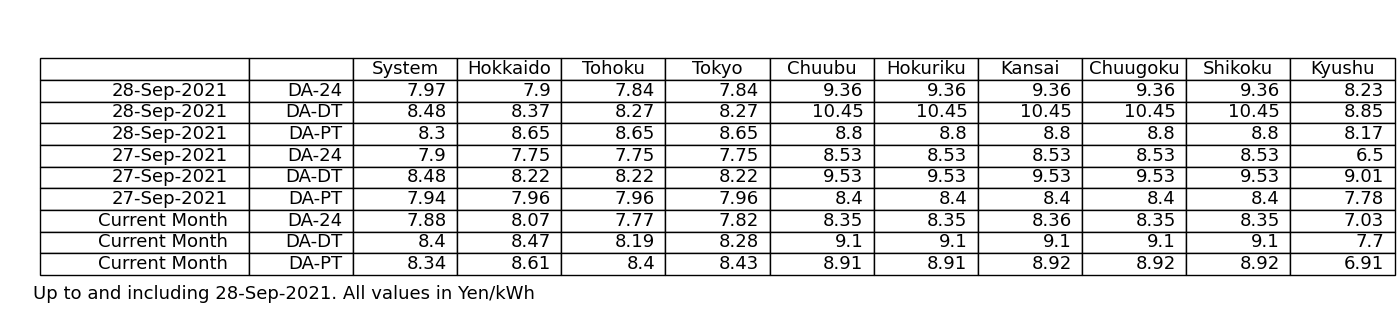 System Hokkaido Tohoku Tokyo Chuubu Hokuriku Kansai Chuugoku Shikoku Kyushu
28-Sep-2021 DA-24 7.97 7.9 7.84 7.84 9.36 9.36 9.36 9.36 9.36 8.23
28-Sep-2021 DA-DT 8.48 8.37 8.27 8.27 10.45 10.45 10.45 10.45 10.45 8.85
28-Sep-2021 DA-PT 8.3 8.65 8.65 8.65 8.8 8.8 8.8 8.8 8.8 8.17
27-Sep-2021 DA-24 7.9 7.75 7.75 7.75 8.53 8.53 8.53 8.53 8.53 6.5
27-Sep-2021 DA-DT 8.48 8.22 8.22 8.22 9.53 9.53 9.53 9.53 9.53 9.01
27-Sep-2021 DA-PT 7.94 7.96 7.96 7.96 8.4 8.4 8.4 8.4 8.4 7.78
Current Month DA-24 7.88 8.07 7.77 7.82 8.35 8.35 8.36 8.35 8.35 7.03
Current Month DA-DT 8.4 8.47 8.19 8.28 9.1 9.1 9.1 9.1 9.1 7.7
Current Month DA-PT 8.34 8.61 8.4 8.43 8.91 8.91 8.92 8.92 8.92 6.91
Up to and including 28-Sep-2021. All values in Yen/kWh